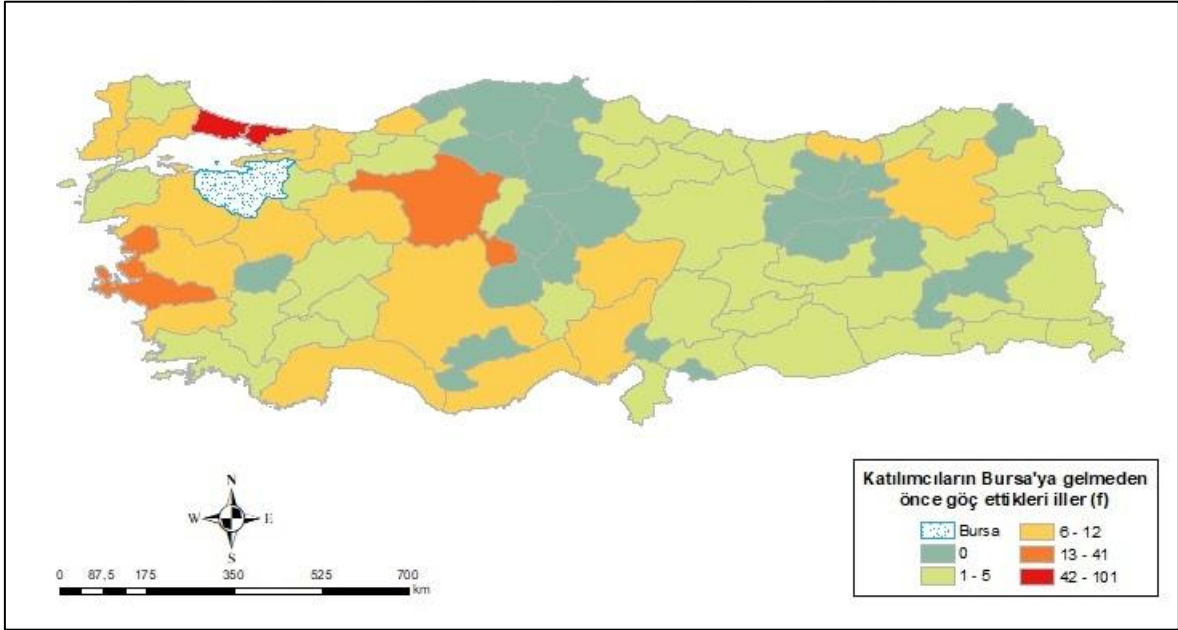 N
W E
S
0 87,5 175 350 525 700
km
Katılımcıların Bursa'ya gelmeden
önce göç ettikleri iller (f)
Bursa 6 - 12
0 13 - 41
1 - 5 42 - 101